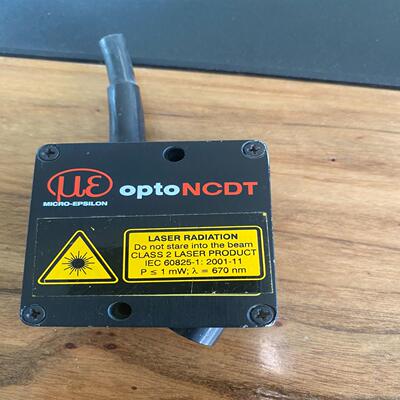 με
MICRO-EPSILON
optoNCDT
LASER RADIATION
Do not stare into the beam
CLASS 2 LASER PRODUCT
IEC 60825-1: 2001-11
P ≤ 1 mW; λ = 670 nm